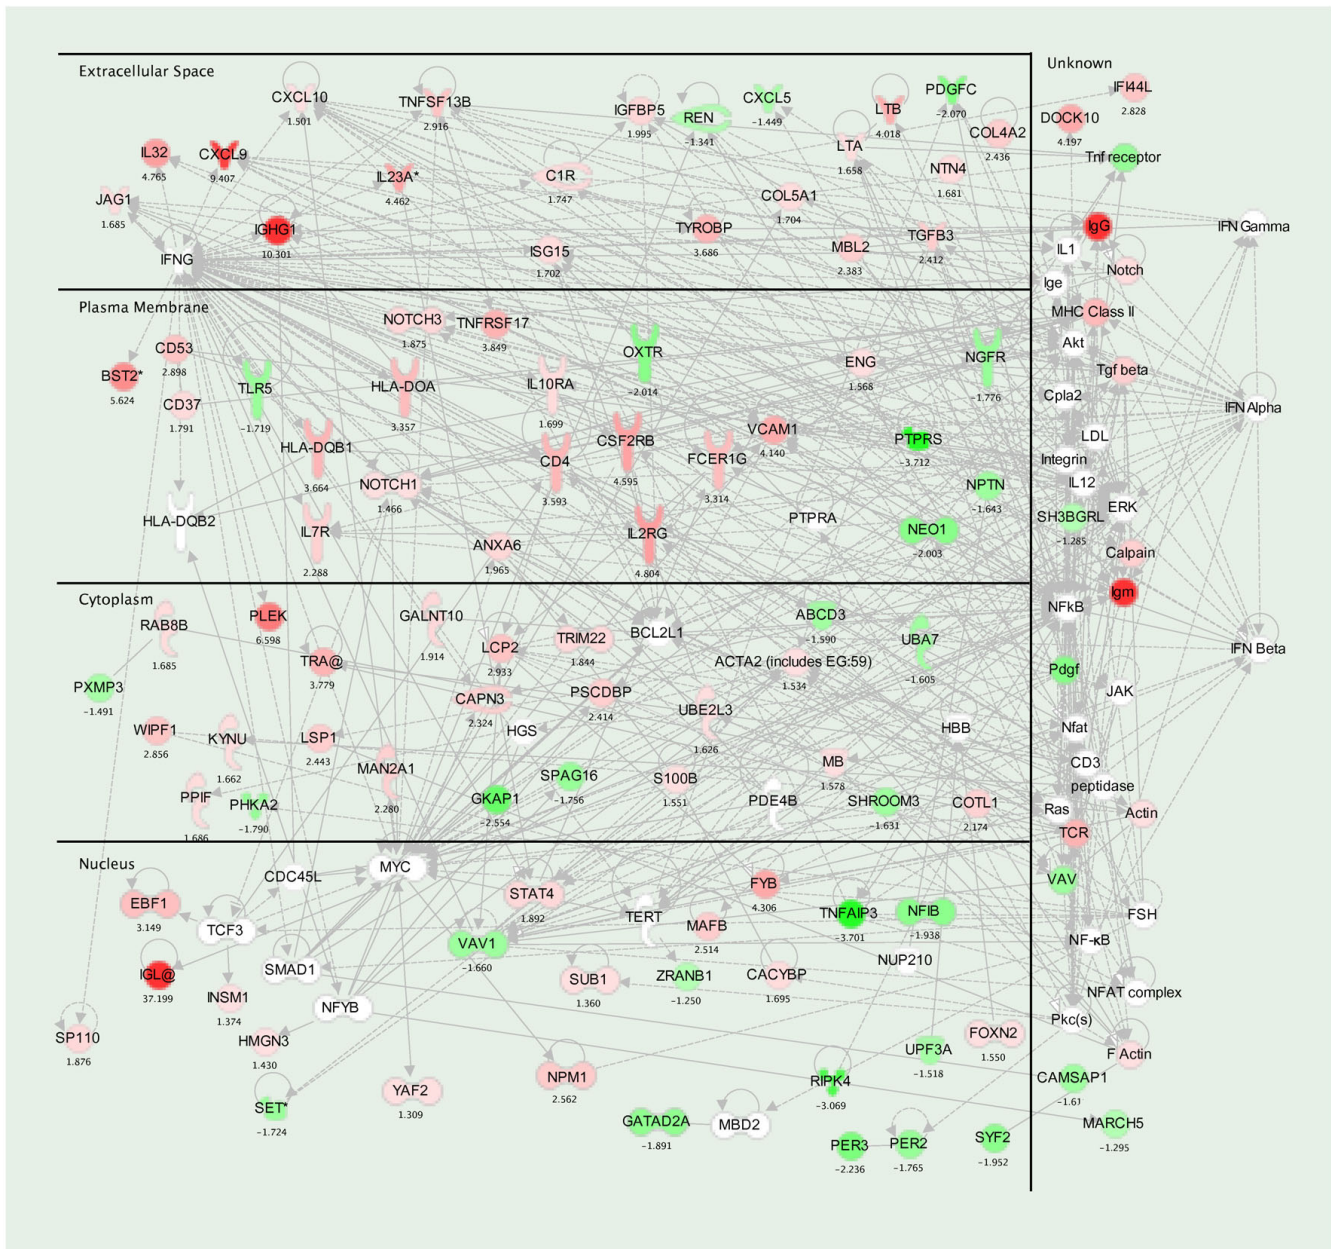 Extracellular Space
Unknown
CXCL10
1.501
TNFSF13B
2.916
IGFBP5
1.995
REN
-1.341
CXCL5
-1.449
LTB
4.018
PDGFC
-2.070
IFI44L
2.828
DOCK10
4.197
COL4A2
2.436
LTA
1.658
Tnf receptor
IL32
4.765
CXCL9
9.407
IL23A*
4.462
C1R
1.747
NTN4
1.681
COL5A1
1.704
JAG1
1.685
IGHG1
10.301
TYROBP
3.686
TGFB3
2.412
MBL2
2.383
ISG15
1.702
IFNG
IgG
IL1
IFN Gamma
Ige
Notch
Plasma Membrane
NOTCH3
1.875
TNFRSF17
3.849
MHC Class II
Akt
CD53
2.898
BST2*
5.624
CD37
1.791
TLR5
-1.719
HLA-DOA
3.357
IL10RA
1.699
OXTR
-2.014
ENG
1.568
NGFR
-1.776
Tgf beta
Cpla2
IFN Alpha
HLA-DQB1
3.664
CD4
3.593
CSF2RB
4.595
FCER1G
3.314
VCAM1
4.140
PTPRS
-3.712
LDL
Integrin
NOTCH1
1.466
NPTN
-1.643
IL12
HLA-DQB2
IL7R
2.288
ANXA6
1.965
IL2RG
4.804
PTPRA
NEO1
-2.003
ERK
SH3BGRL
-1.285
Calpain
Igm
Cytoplasm
RAB8B
1.685
PLEK
6.598
GALNT10
1.914
LCP2
2.933
TRIM22
1.844
BCL2L1
ABCD3
-1.590
UBA7
-1.605
NFkB
TRA@
3.779
ACTA2 (includes EG:59)
1.534
IFN Beta
Pdgf
PXMP3
-1.491
CAPN3
2.324
PSCDBP
2.414
UBE2L3
1.626
JAK
WIPF1
2.856
KYNU
1.662
LSP1
2.443
HGS
HBB
Nfat
MAN2A1
2.280
SPAG16
-1.756
S100B
1.551
MB
1.578
CD3
peptidase
PPIF
1.686
PHKA2
-1.790
GKAP1
-2.554
PDE4B
SHROOM3
-1.631
COTL1
2.174
Ras
Actin
TCR
Nucleus
CDC45L
MYC
VAV
EBF1
3.149
STAT4
1.892
FYB
4.306
TCF3
TERT
MAFB
2.514
TNFAIP3
-3.701
NFIB
-1.938
FSH
VAV1
-1.660
NF-κB
IGL@
37.199
SMAD1
NUP210
SUB1
1.360
ZRANB1
-1.250
CACYBP
1.695
INSM1
1.374
NFYB
NFAT complex
Pkc(s)
SP110
1.876
HMGN3
1.430
FOXN2
1.550
UPF3A
-1.518
F Actin
YAF2
1.309
NPM1
2.562
RIPK4
-3.069
CAMSAP1
-1.61
SET*
-1.724
GATAD2A
-1.891
MBD2
MARCH5
-1.295
PER3
-2.236
PER2
-1.765
SYF2
-1.952